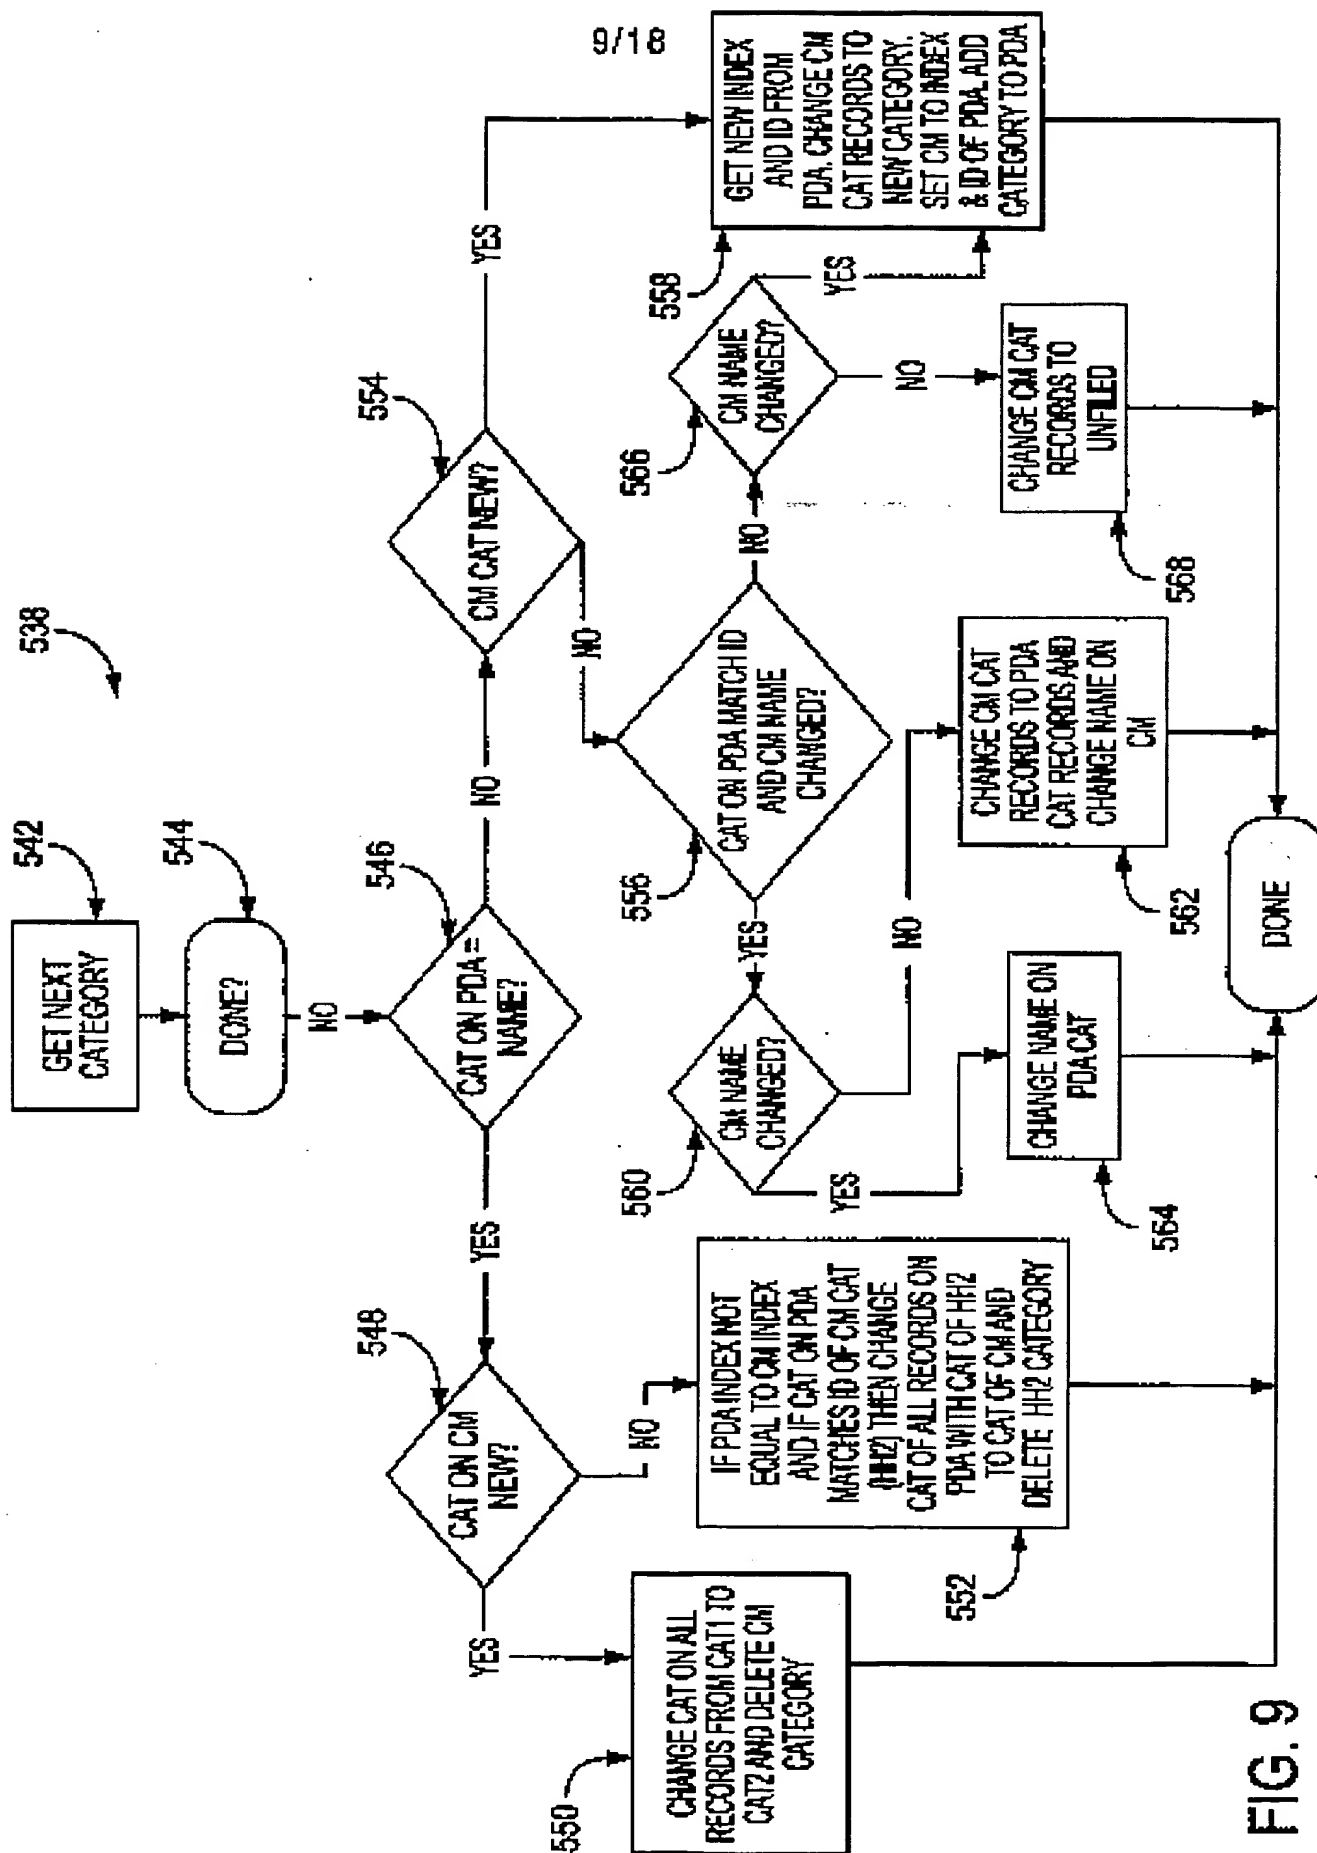 9/18
538
GET NEXT
CATEGORY
542
DONE?
544
NO
CAT ON PDA =
NAME?
546
YES
NO
CAT ON CM
NEW?
548
CM CAT NEW?
554
YES
NO
NO
YES
CHANGE CAT ON ALL
RECORDS FROM CAT1 TO
CAT2 AND DELETE CM
CATEGORY
550
IF PDA INDEX NOT
EQUAL TO CM INDEX
AND IF CAT ON PDA
MATCHES ID OF CM CAT
(HH2) THEN CHANGE
CAT OF ALL RECORDS ON
PDA WITH CAT OF HH2
TO CAT OF CM AND
DELETE HH2 CATEGORY
552
CAT ON PDA MATCH ID
AND CM NAME
CHANGED?
556
YES
NO
CM NAME
CHANGED?
560
YES
NO
CM NAME
CHANGED?
566
YES
NO
GET NEW INDEX
AND ID FROM
PDA. CHANGE CM
CAT RECORDS TO
NEW CATEGORY.
SET CM TO INDEX
& ID OF PDA. ADD
CATEGORY TO PDA
558
CHANGE NAME ON
PDA CAT
564
CHANGE CM CAT
RECORDS TO PDA
CAT RECORDS AND
CHANGE NAME ON
CM
562
CHANGE CM CAT
RECORDS TO
UNFILED
568
DONE
FIG. 9